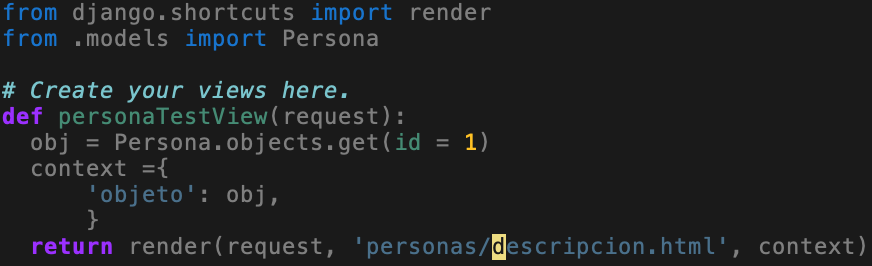 from django.shortcuts import render
from .models import Persona

# Create your views here.
def personaTestView(request):
  obj = Persona.objects.get(id = 1)
  context ={
      'objeto': obj,
      }
  return render(request, 'personas/descripcion.html', context)